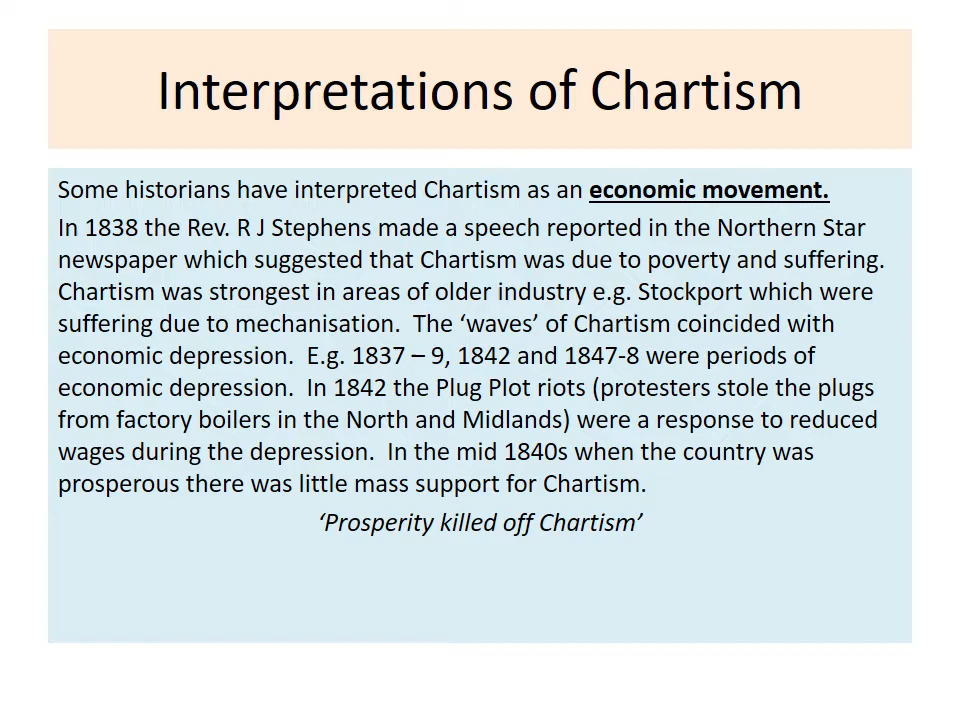 Interpretations of Chartism
Some historians have interpreted Chartism as an economic movement.
In 1838 the Rev. R J Stephens made a speech reported in the Northern Star
newspaper which suggested that Chartism was due to poverty and suffering.
Chartism was strongest in areas of older industry e.g. Stockport which were
suffering due to mechanisation.  The ‘waves’ of Chartism coincided with
economic depression.  E.g. 1837 – 9, 1842 and 1847-8 were periods of
economic depression.  In 1842 the Plug Plot riots (protesters stole the plugs
from factory boilers in the North and Midlands) were a response to reduced
wages during the depression.  In the mid 1840s when the country was
prosperous there was little mass support for Chartism.
‘Prosperity killed off Chartism’